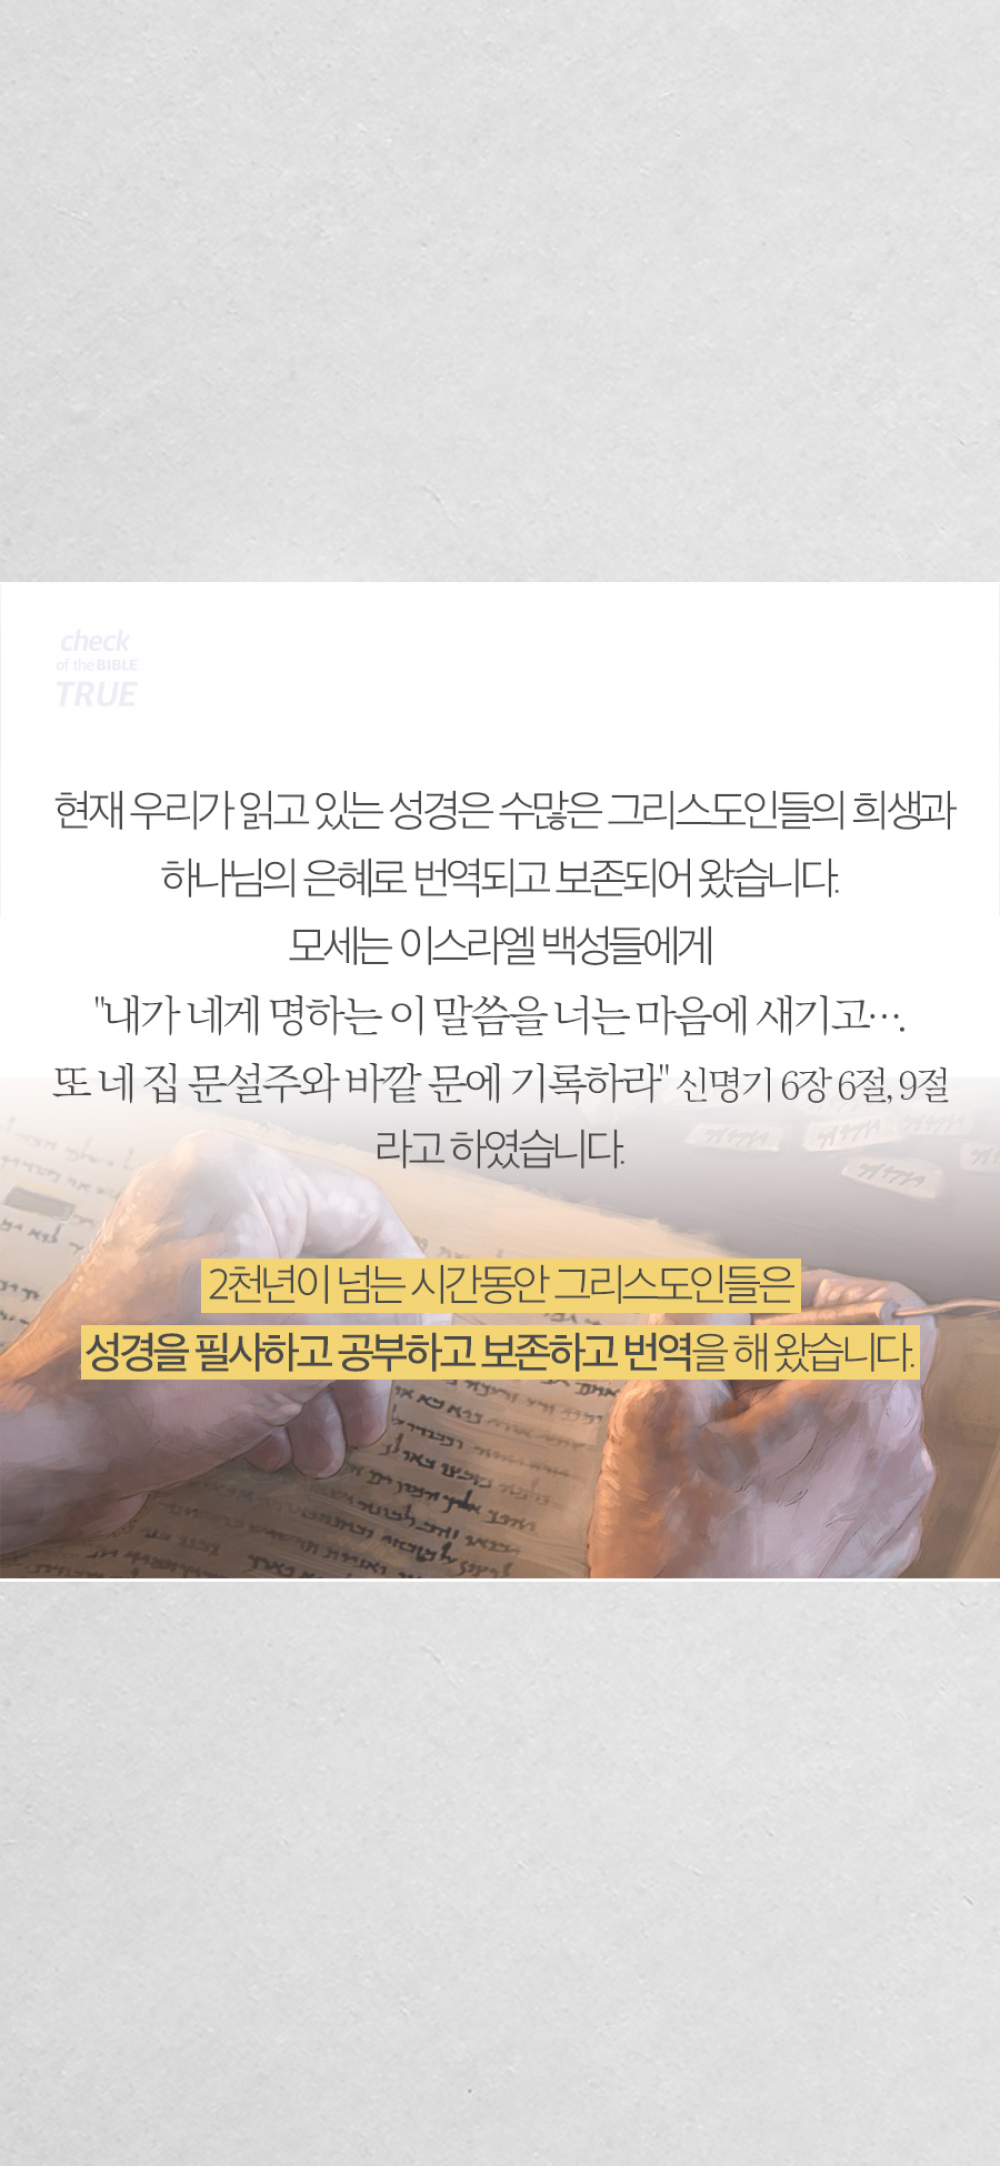 check
of the BIBLE
TRUE
현재 우리가 읽고 있는 성경은 수많은 그리스도인들의 희생과
하나님의 은혜로 번역되고 보존되어 왔습니다.
모세는 이스라엘 백성들에게
"내가 네게 명하는 이 말씀을 너는 마음에 새기고….
또 네 집 문설주와 바깥 문에 기록하라" 신명기 6장 6절, 9절
라고 하였습니다.
2천년이 넘는 시간동안 그리스도인들은
성경을 필사하고 공부하고 보존하고 번역을 해 왔습니다.